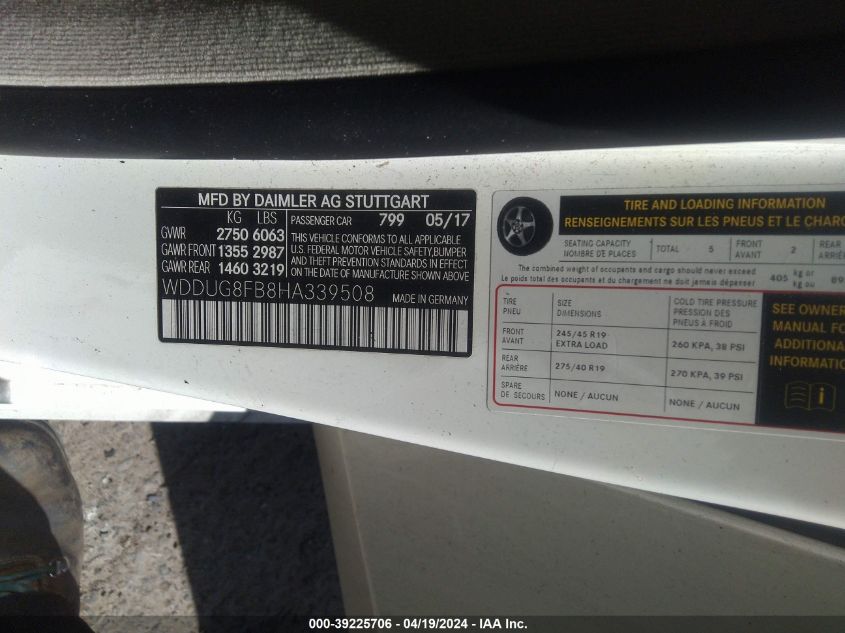 MFD BY DAIMLER AG STUTTGART
KG LBS
GVWR 2750 6063
GAWR FRONT 1355 2987
GAWR REAR 1460 3219
PASSENGER CAR 799 05/17
THIS VEHICLE CONFORMS TO ALL APPLICABLE
U.S. FEDERAL MOTOR VEHICLE SAFETY,BUMPER
AND THEFT PREVENTION STANDARDS IN EFFECT
ON THE DATE OF MANUFACTURE SHOWN ABOVE
WDDUG8FB8HA339508
MADE IN GERMANY
TIRE AND LOADING INFORMATION
RENSEIGNEMENTS SUR LES PNEUS ET LE
SEATING CAPACITY
NOMBRE DE PLACES
TOTAL 5
FRONT
AVANT
2
REAR
The combined weight of occupants and cargo should never exceed
Le poids total des occupants et du chargement ne doit jamais dépasser
405 kg or
kg ou
TIRE
PNEU
SIZE
DIMENSIONS
COLD TIRE PRESSURE
PRESSION DES
PNEUS À FROID
FRONT
AVANT
245/45 R19
EXTRA LOAD
260 KPA, 38 PSI
REAR
ARRIÈRE
275/40 R19
270 KPA, 39 PSI
SPARE
DE SECOURS
NONE / AUCUN
NONE / AUCUN
SEE OWNER
MANUAL FO
ADDITIONA
INFORMATIO
000-39225706 - 04/19/2024 - IAA Inc.